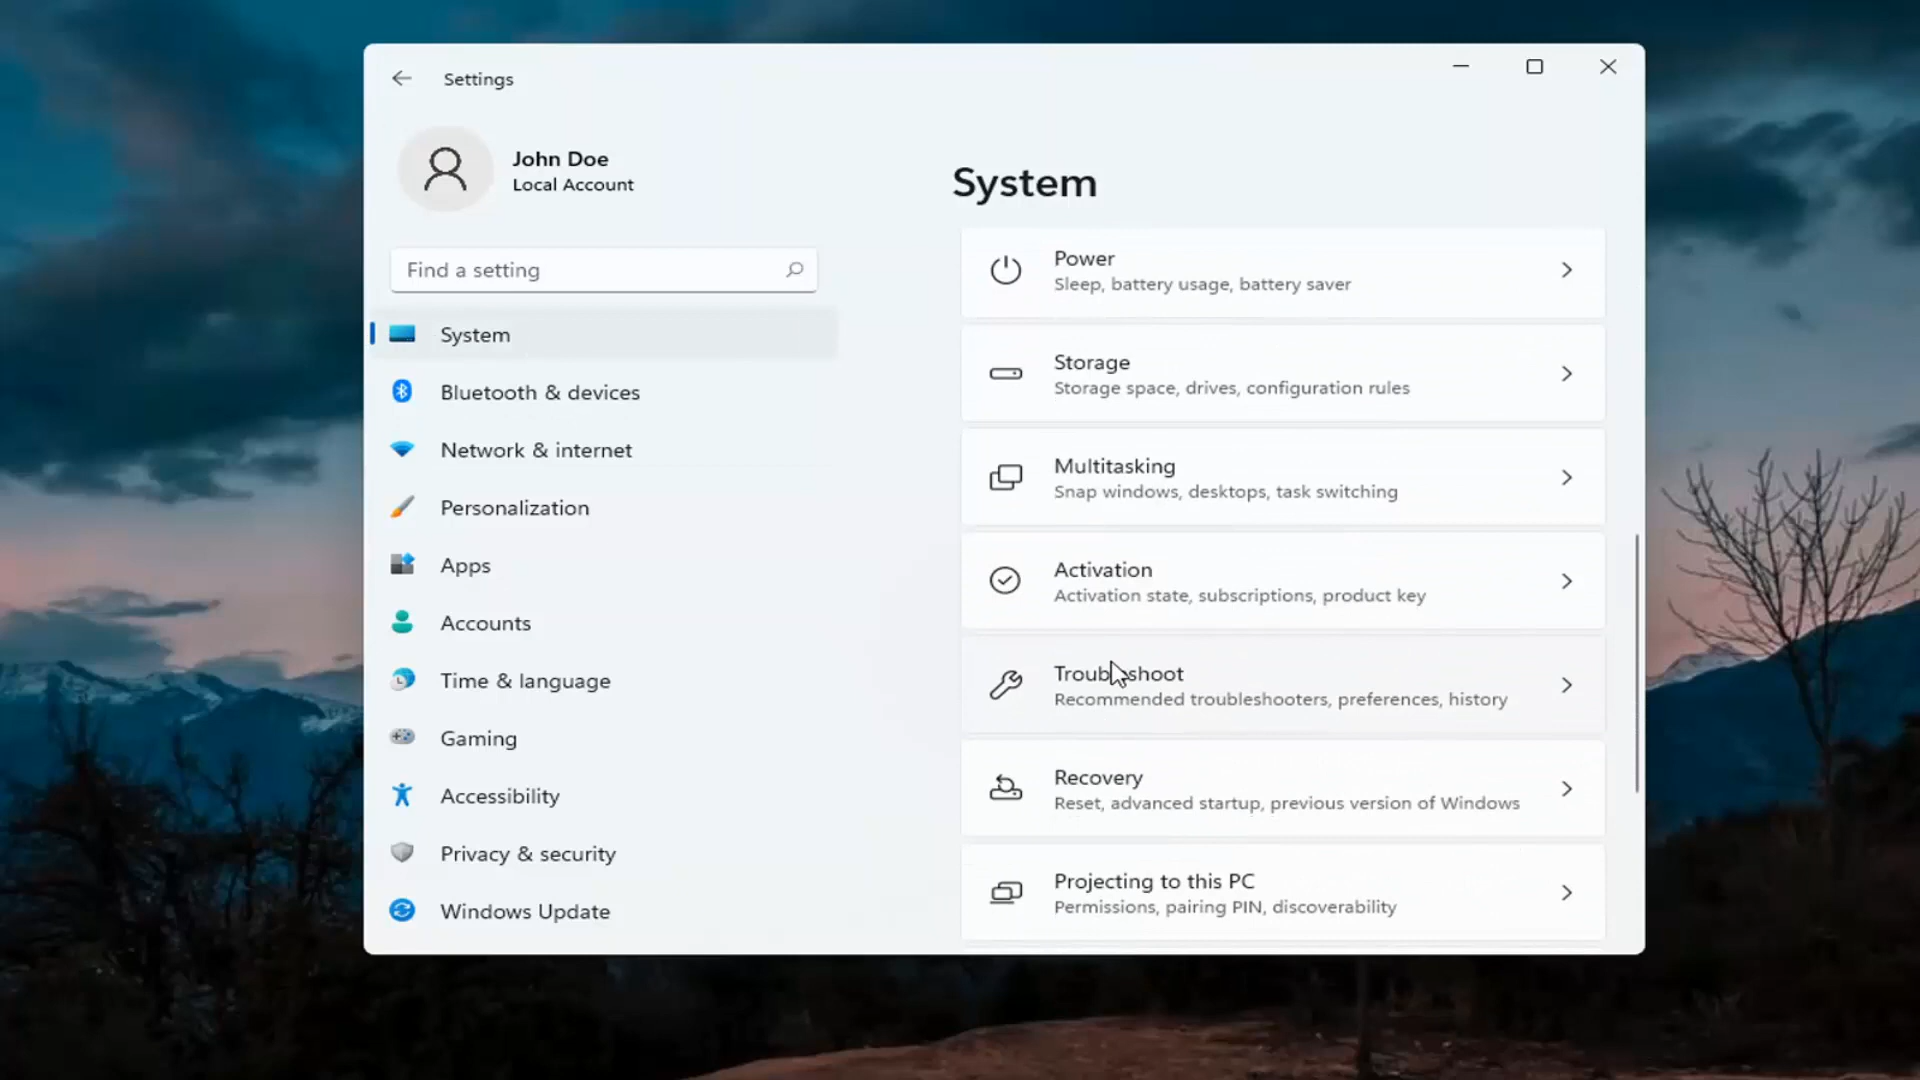 Settings
John Doe
Local Account
Find a setting
System
Bluetooth & devices
Network & internet
Personalization
Apps
Accounts
Time & language
Gaming
Accessibility
Privacy & security
Windows Update
System
Power
Sleep, battery usage, battery saver
Storage
Storage space, drives, configuration rules
Multitasking
Snap windows, desktops, task switching
Activation
Activation state, subscriptions, product key
Troubleshoot
Recommended troubleshooters, preferences, history
Recovery
Reset, advanced startup, previous version of Windows
Projecting to this PC
Permissions, pairing PIN, discoverability